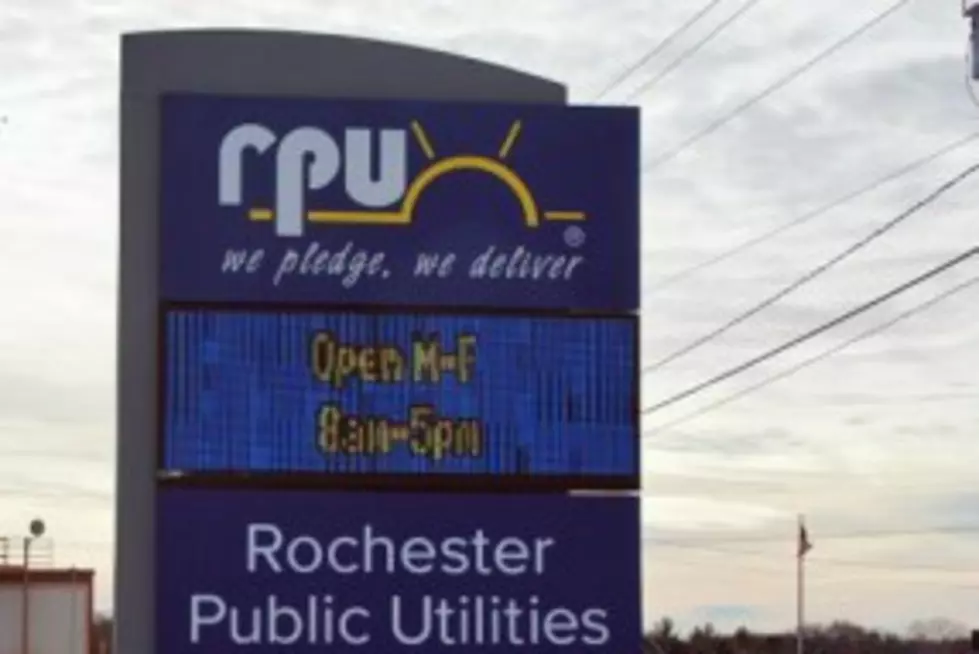 rpu
®
we pledge, we deliver
Open M-F
8am-5pm
Rochester
Public Utilities